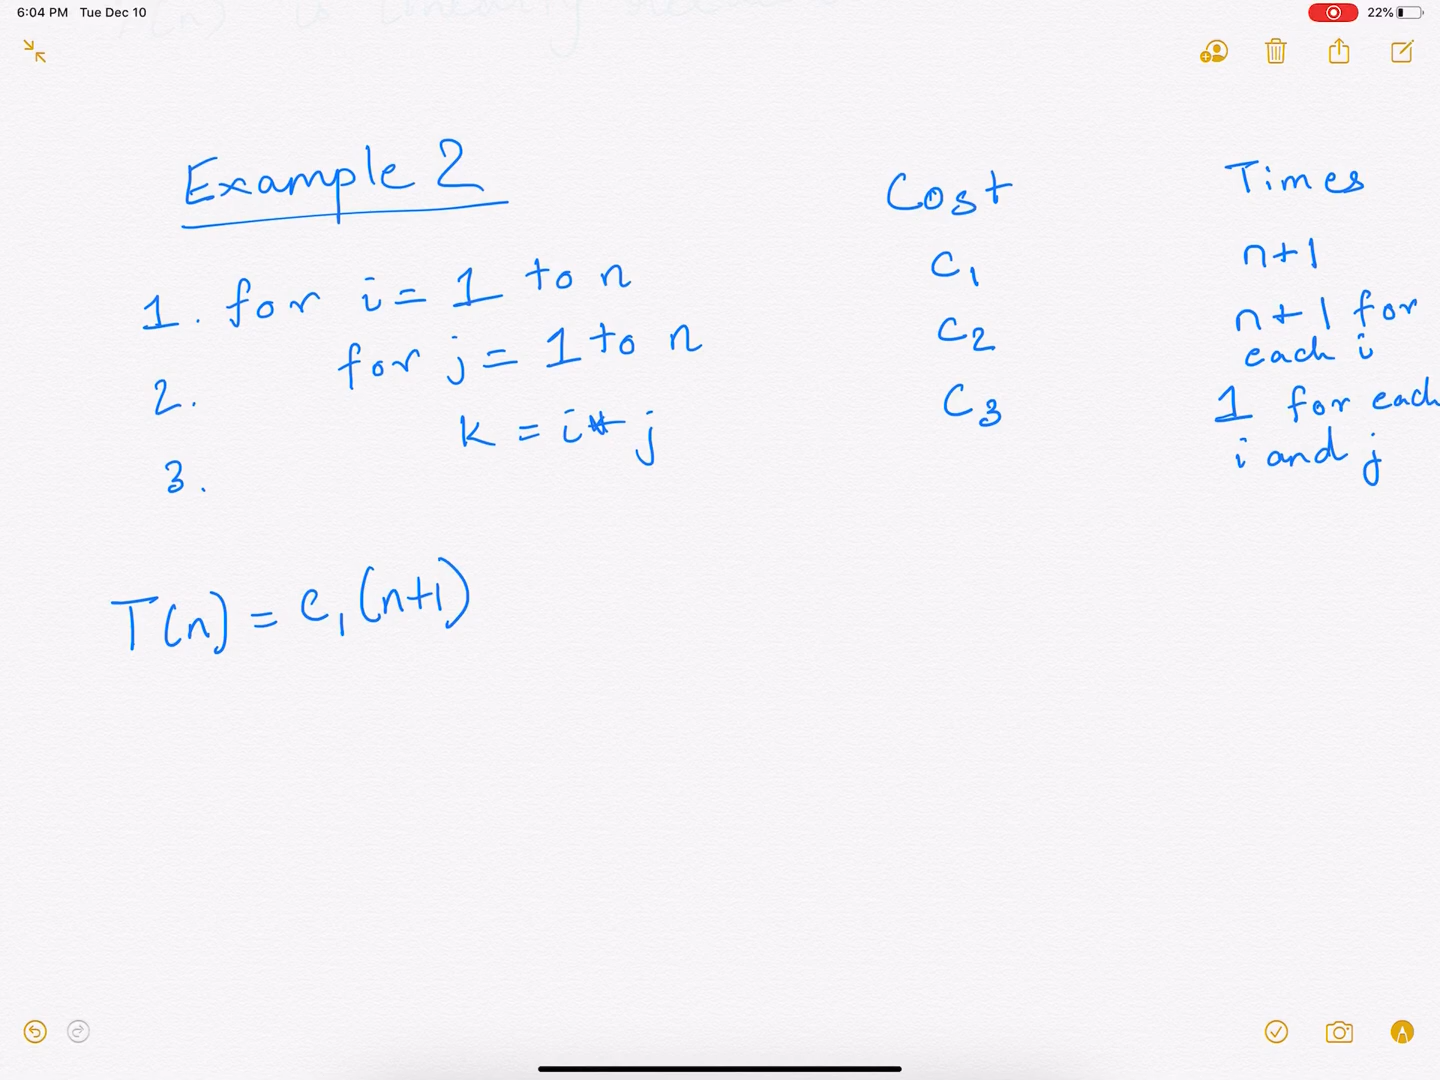 6:04 PM Tue Dec 10
22%
Example 2
Cost
Times
1. for i = 1 to n
c1
n+1
2. for j = 1 to n
c2
n+1 for
each i
3. k = i * j
c3
1 for each
i and j
T(n) = c1(n+1)